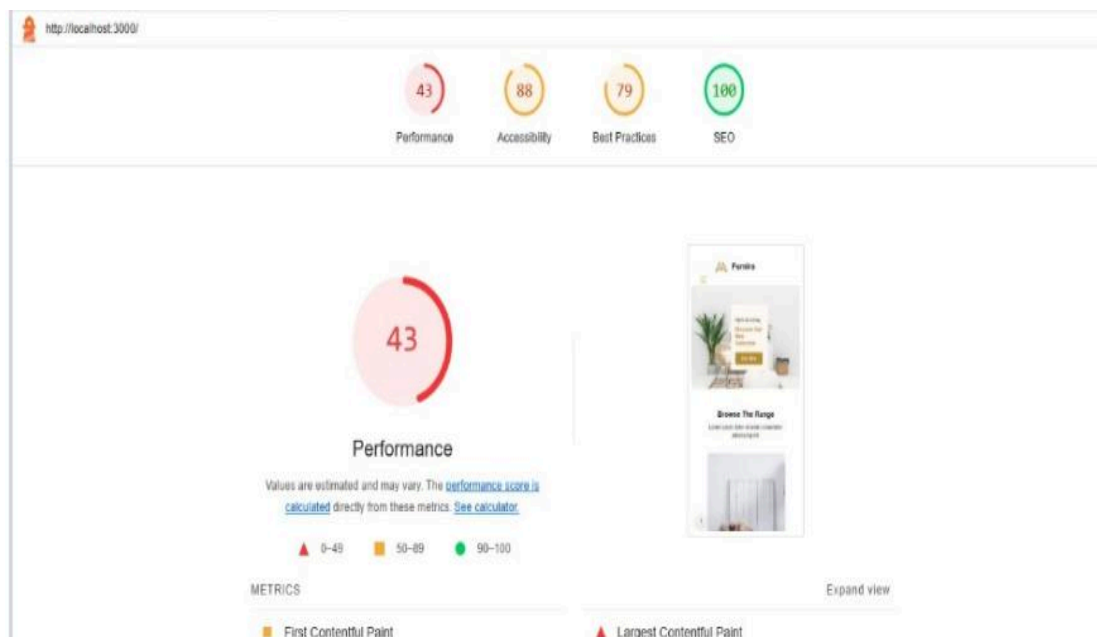 http://localhost:3000/
43
88
79
100
Performance
Accessibility
Best Practices
SEO
43
Performance
Values are estimated and may vary. The performance score is
calculated directly from these metrics. See calculator.
0–49
50–89
90–100
Browse The Range
METRICS
Expand view
First Contentful Paint
Largest Contentful Paint